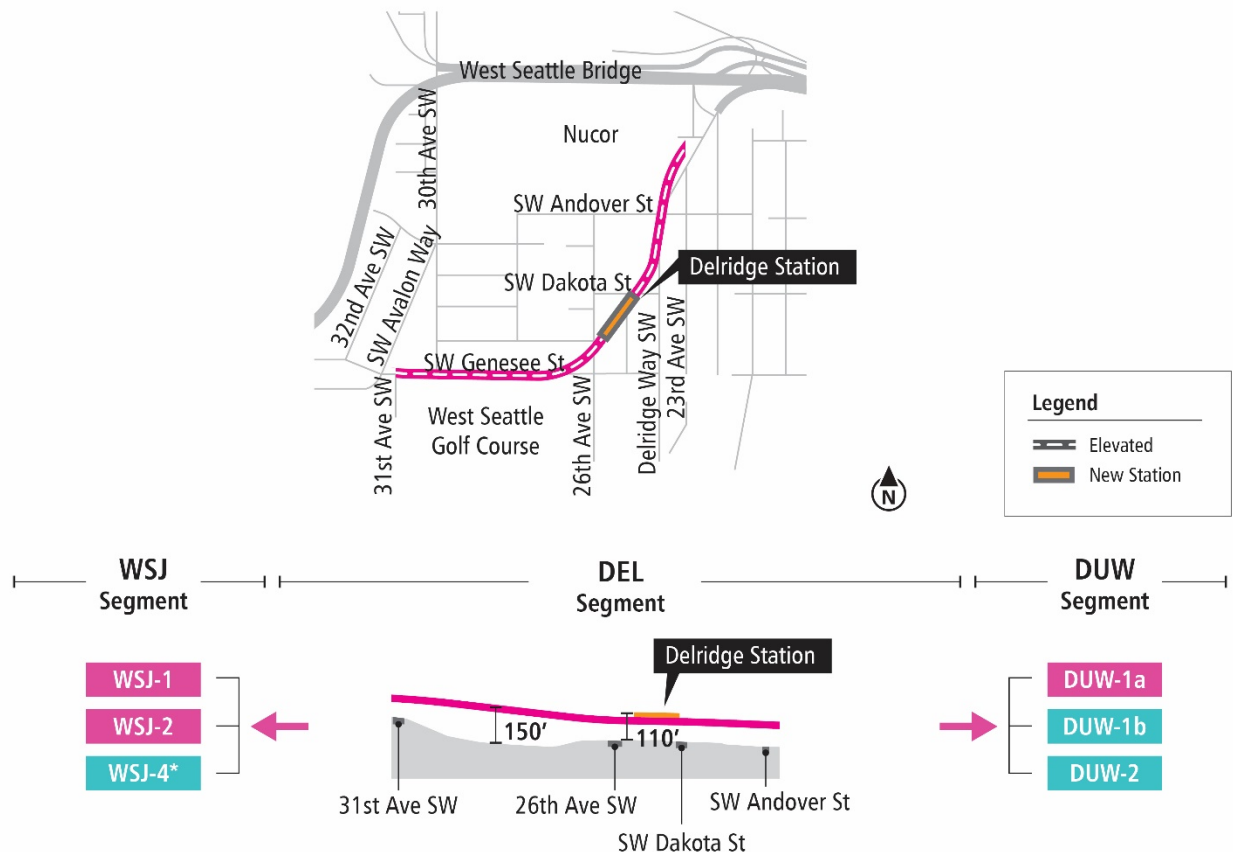 West Seattle Bridge
30th Ave SW
Nucor
SW Andover St
32nd Ave SW
SW Avalon Way
SW Dakota St
Delridge Station
SW Genesee St
31st Ave SW
West Seattle
Golf Course
26th Ave SW
Delridge Way SW
23rd Ave SW
Legend
Elevated
New Station
N
WSJ
Segment
DEL
Segment
DUW
Segment
WSJ-1
WSJ-2
WSJ-4*
Delridge Station
150’
110’
31st Ave SW
26th Ave SW
SW Dakota St
SW Andover St
DUW-1a
DUW-1b
DUW-2